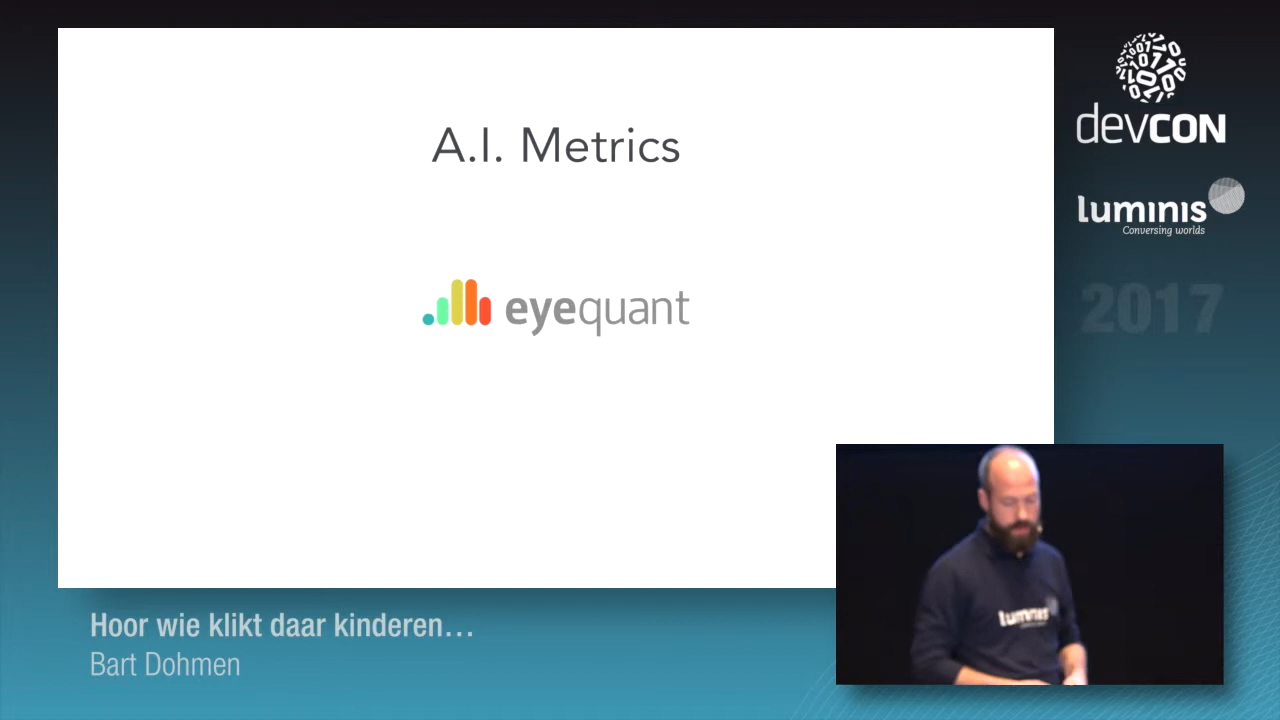 A.I. Metrics
eyequant
devcon
luminis
Conversing worlds
2017
Hoor wie klikt daar kinderen...
Bart Dohmen
luminis